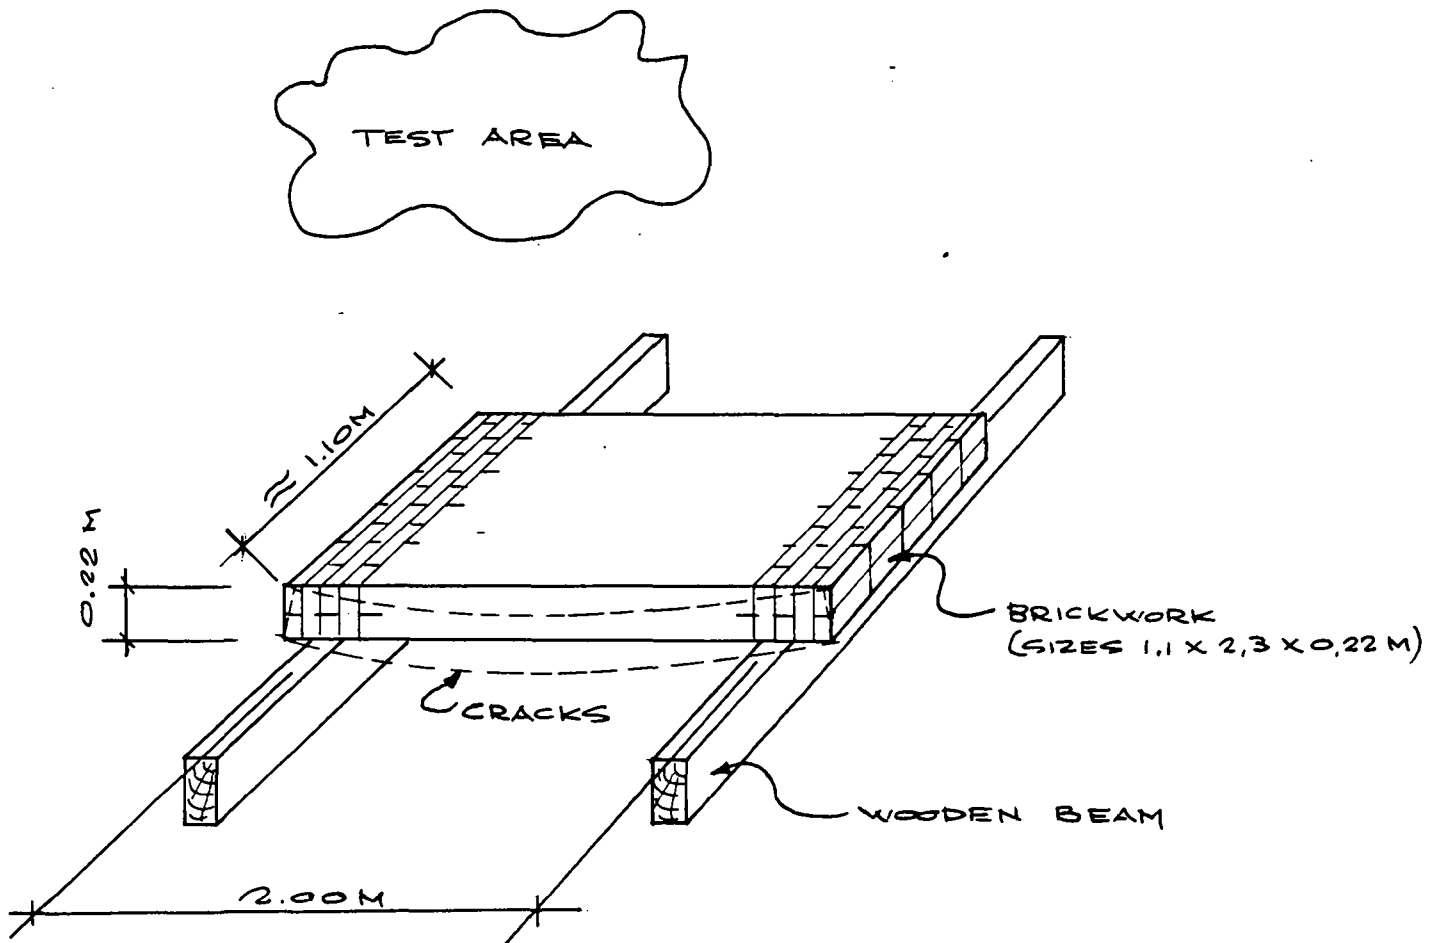 TEST AREA
≈ 1.10M
0.22 M
BRICKWORK
(SIZES 1,1 X 2,3 X 0,22 M)
CRACKS
WOODEN BEAM
2.00M